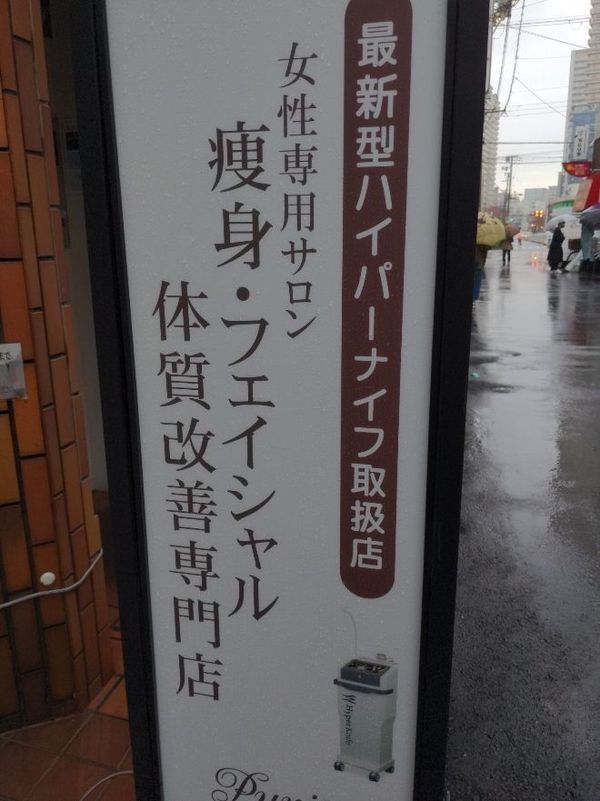 最新型ハイパーナイフ取扱店
女性専用サロン
痩身・フェイシャル
体質改善専門店
HyperKnife